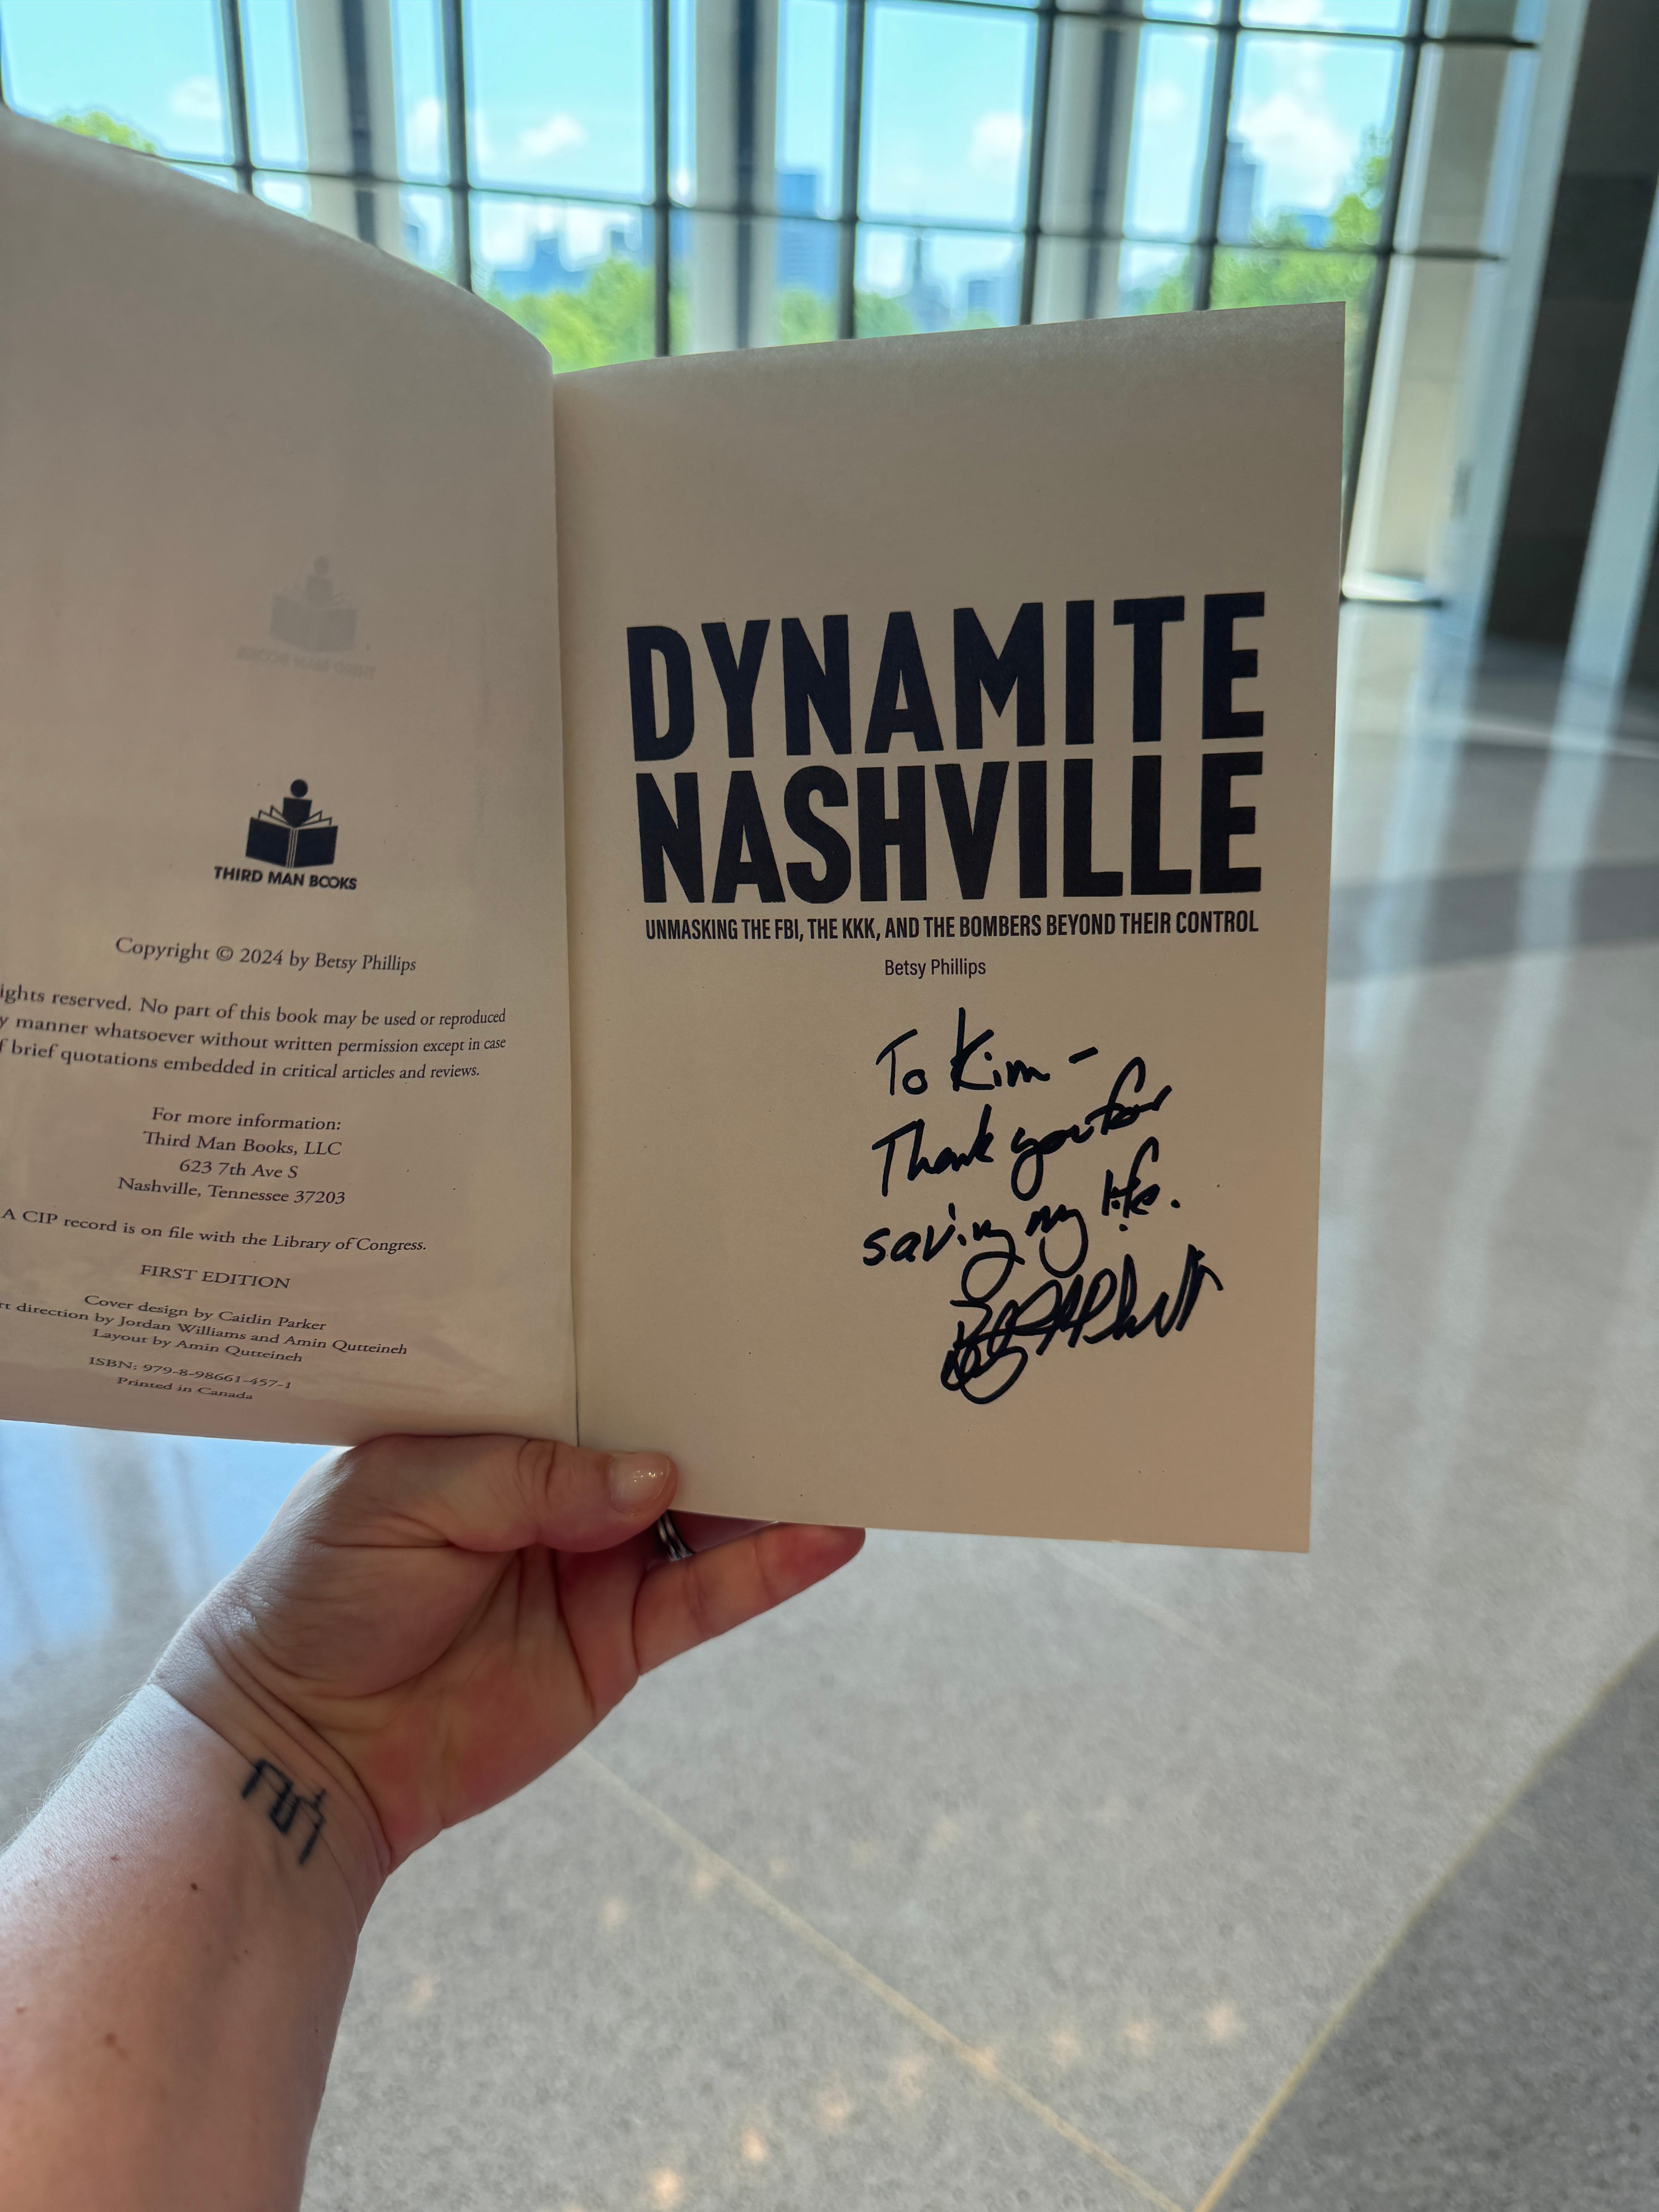 THIRD MAN BOOKS
Copyright © 2024 by Betsy Phillips
ights reserved. No part of this book may be used or reproduced
y manner whatsoever without written permission except in case
f brief quotations embedded in critical articles and reviews.
For more information:
Third Man Books, LLC
623 7th Ave S
Nashville, Tennessee 37203
A CIP record is on file with the Library of Congress.
FIRST EDITION
Cover design by Caitlin Parker
rt direction by Jordan Williams and Amin Qutteineh
Layout by Amin Qutteineh
ISBN: 979-8-98661-457-1
Printed in Canada
DYNAMITE
NASHVILLE
UNMASKING THE FBI, THE KKK, AND THE BOMBERS BEYOND THEIR CONTROL
Betsy Phillips
To Kim -
Thank you for
saving my life.